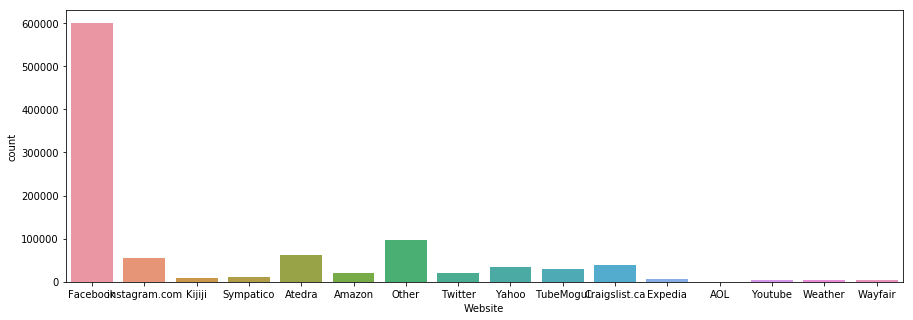 600000
500000
400000
300000
200000
100000
0
count
Facebook Instagram.com Kijiji Sympatico Atedra Amazon Other Twitter Yahoo TubeMogul Craigslist.ca Expedia AOL Youtube Weather Wayfair
Website